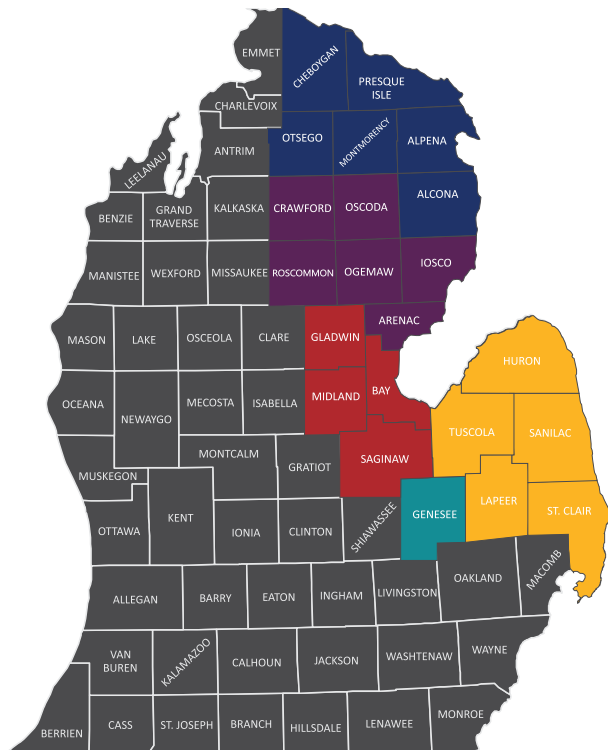 EMMET
CHEBOYGAN
PRESQUE
ISLE
CHARLEVOIX
OTSEGO
MONTMORENCY
ALPENA
ANTRIM
LEELANAU
ALCONA
KALKASKA
CRAWFORD
OSCODA
BENZIE
GRAND
TRAVERSE
MANISTEE
WEXFORD
MISSAUKEE
ROSCOMMON
OGEMAW
IOSCO
ARENAC
MASON
LAKE
OSCEOLA
CLARE
GLADWIN
HURON
BAY
OCEANA
NEWAYGO
MECOSTA
ISABELLA
MIDLAND
TUSCOLA
SANILAC
MONTCALM
GRATIOT
SAGINAW
MUSKEGON
LAPEER
ST. CLAIR
GENESEE
SHIAWASSEE
OTTAWA
KENT
IONIA
CLINTON
MACOMB
OAKLAND
ALLEGAN
BARRY
EATON
INGHAM
LIVINGSTON
VAN
BUREN
KALAMAZOO
CALHOUN
JACKSON
WASHTENAW
WAYNE
BERRIEN
CASS
ST. JOSEPH
BRANCH
HILLSDALE
LENAWEE
MONROE